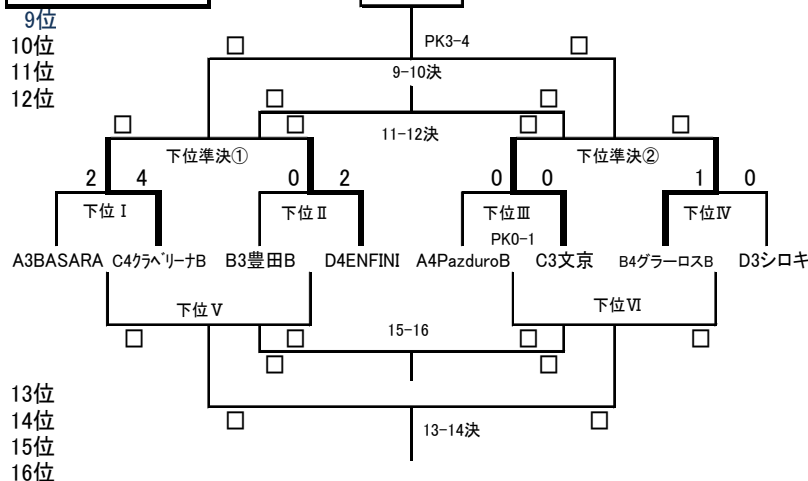 9位
10位
11位
12位
□ PK3-4 □
9-10決
□ □
□ □ 11-12決 □ □
下位準決① 下位準決②
2 4 0 2 0 0 1 0
下位Ⅰ 下位Ⅱ 下位Ⅲ 下位Ⅳ
PK0-1
A3BASARA C4クラベリーナB B3豊田B D4ENFINI A4PazduroB C3文京 B4グラーロスB D3シロキ
下位Ⅴ 下位Ⅵ
□ □ 15-16 □ □
□ □
13位
14位
15位
16位
□ 13-14決 □